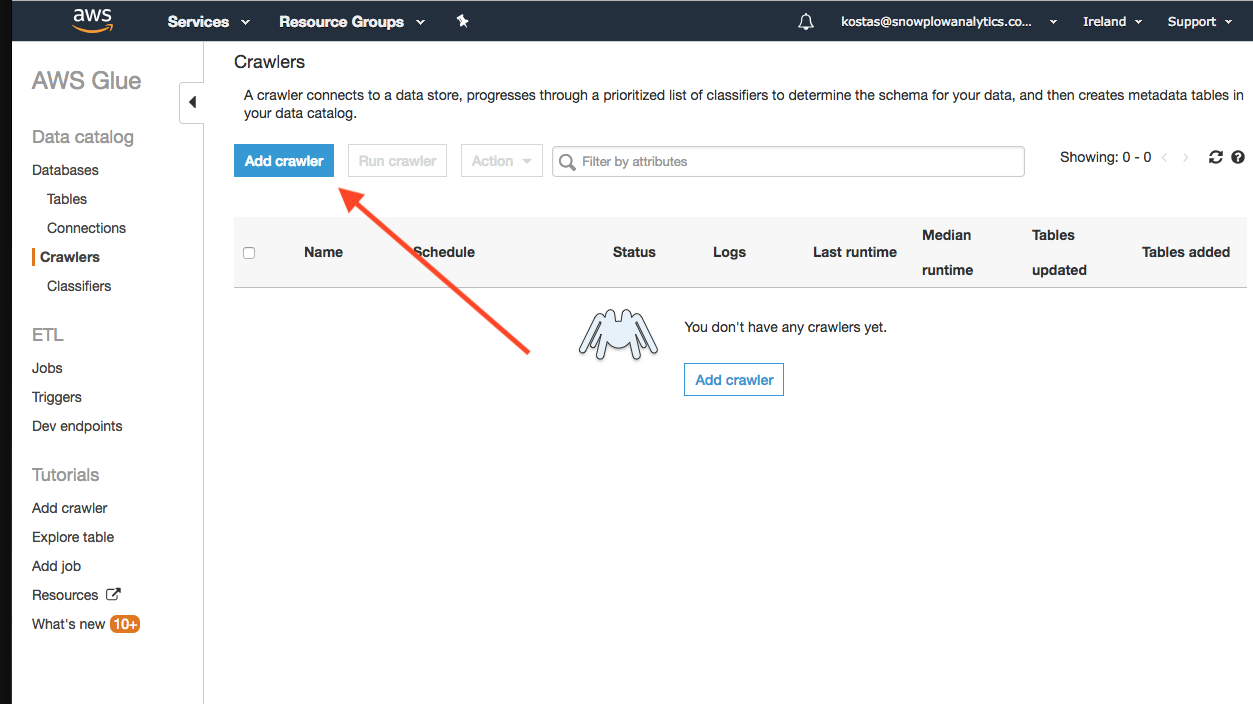 aws Services Resource Groups kostas@snowplowanalytics.co... Ireland Support
AWS Glue
Data catalog
Databases
Tables
Connections
Crawlers
Classifiers
ETL
Jobs
Triggers
Dev endpoints
Tutorials
Add crawler
Explore table
Add job
Resources
What's new 10+
Crawlers
A crawler connects to a data store, progresses through a prioritized list of classifiers to determine the schema for your data, and then creates metadata tables in
your data catalog.
Add crawler Run crawler Action Filter by attributes Showing: 0 - 0
Name Schedule Status Logs Last runtime Median runtime Tables updated Tables added
You don't have any crawlers yet.
Add crawler